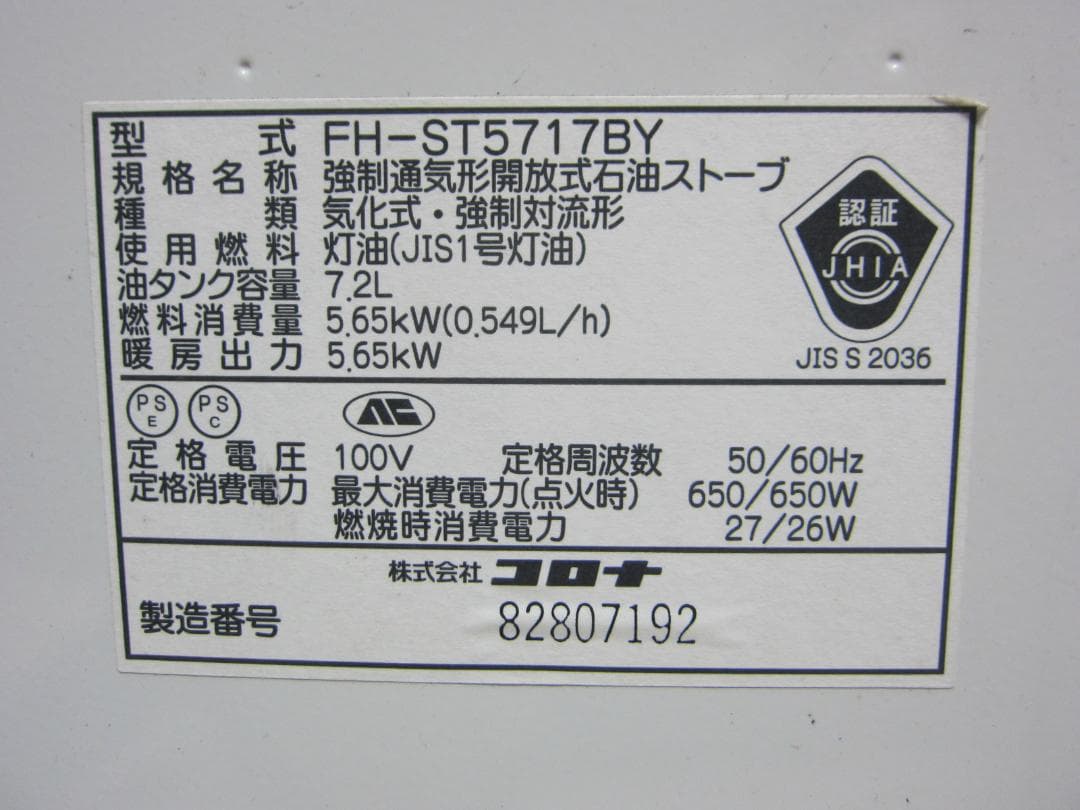 型式 FH-ST5717BY
規格名称 強制通気形開放式石油ストーブ
種類 気化式・強制対流形
使用燃料 灯油(JIS1号灯油)
油タンク容量 7.2L
燃料消費量 5.65kW(0.549L/h)
暖房出力 5.65kW
認証
JHIA
JIS S 2036
PS E PS C
定格電圧 100V 定格周波数 50/60Hz
定格消費電力 最大消費電力(点火時) 650/650W
燃焼時消費電力 27/26W
株式会社 コロナ
製造番号 82807192